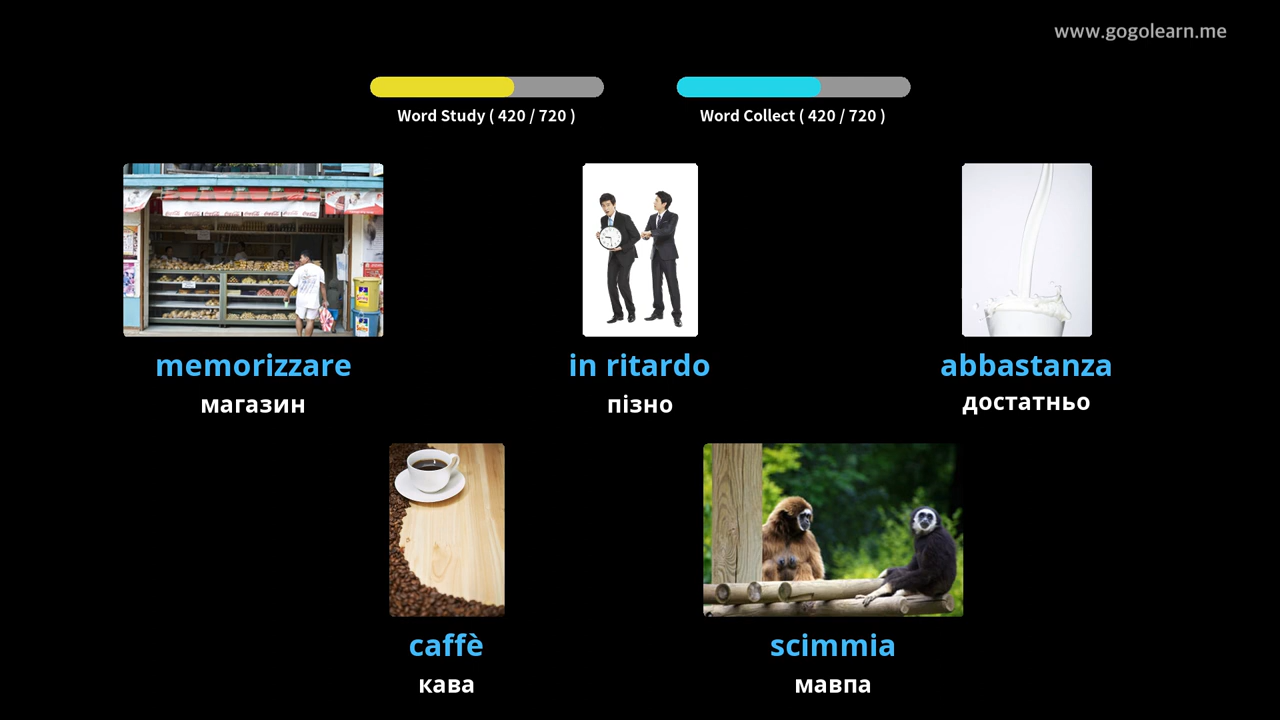 www.gogolearn.me
Word Study ( 420 / 720 )
Word Collect ( 420 / 720 )
memorizzare
in ritardo
abbastanza
магазин
пізно
достатньо
caffè
scimmia
кава
мавпа